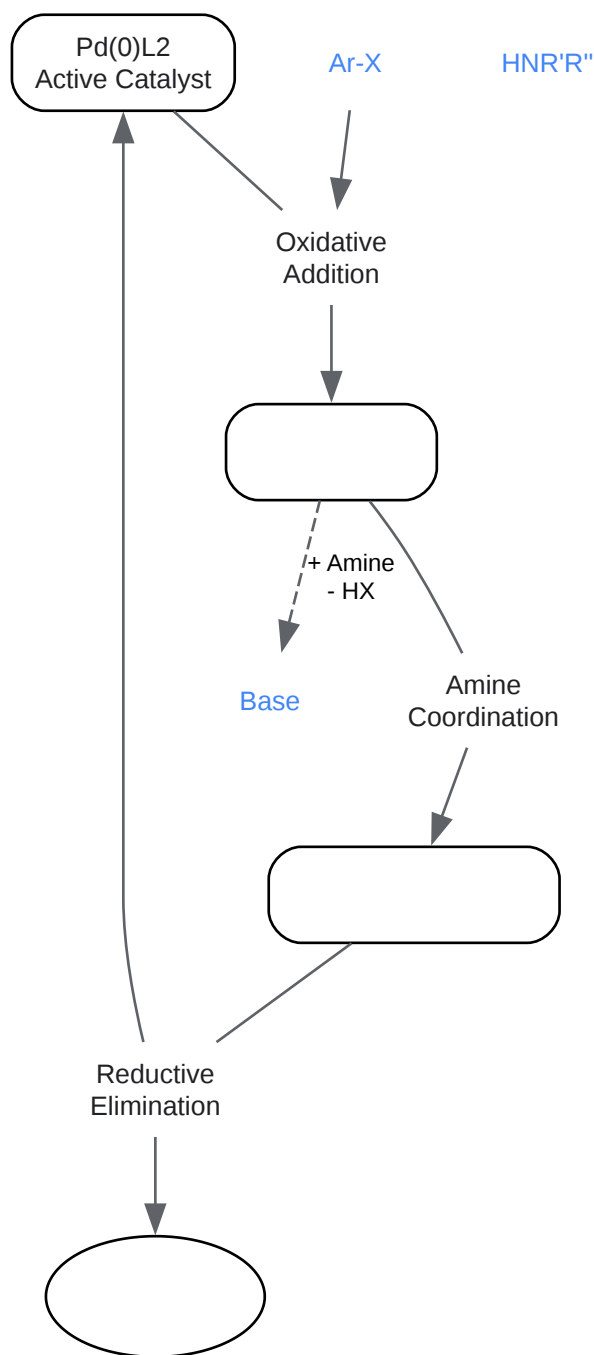 Pd(0)L2
Active Catalyst
Ar-X
HNR'R"
Oxidative
Addition
+ Amine
- HX
Base
Amine
Coordination
Reductive
Elimination